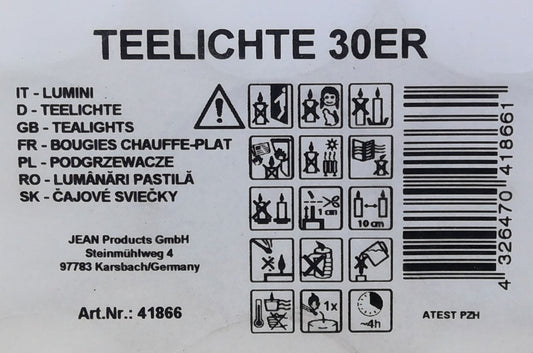 TEELICHTE 30ER
IT - LUMINI
D - TEELICHTE
GB - TEALIGHTS
FR - BOUGIES CHAUFFE-PLAT
PL - PODGRZEWACZE
RO - LUMÂNĂRI PASTILĂ
SK - ČAJOVÉ SVIEČKY
JEAN Products GmbH
Steinmühlweg 4
97783 Karsbach/Germany
Art.Nr.: 41866
1 cm
10 cm
1x
~4h
4 326470 418661
ATEST PZH